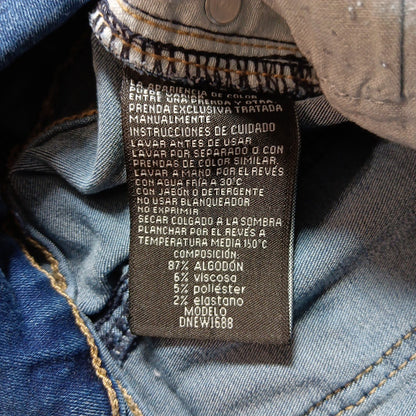 LA APARIENCIA DE COLOR
PUEDE VARIAR
ENTRE UNA PRENDA Y OTRA
PRENDA EXCLUSIVA TRATADA
MANUALMENTE
INSTRUCCIONES DE CUIDADO
LAVAR ANTES DE USAR
LAVAR POR SEPARADO O CON
PRENDAS DE COLOR SIMILAR.
LAVAR A MANO, POR EL REVÉS
CON AGUA FRÍA A 30°C
CON JABÓN O DETERGENTE
NO USAR BLANQUEADOR
NO EXPRIMIR
SECAR COLGADO A LA SOMBRA
PLANCHAR POR EL REVÉS A
TEMPERATURA MEDIA 150°C
COMPOSICIÓN:
87% ALGODÓN
6% viscosa
5% poliéster
2% elastano
MODELO
DNEW1688